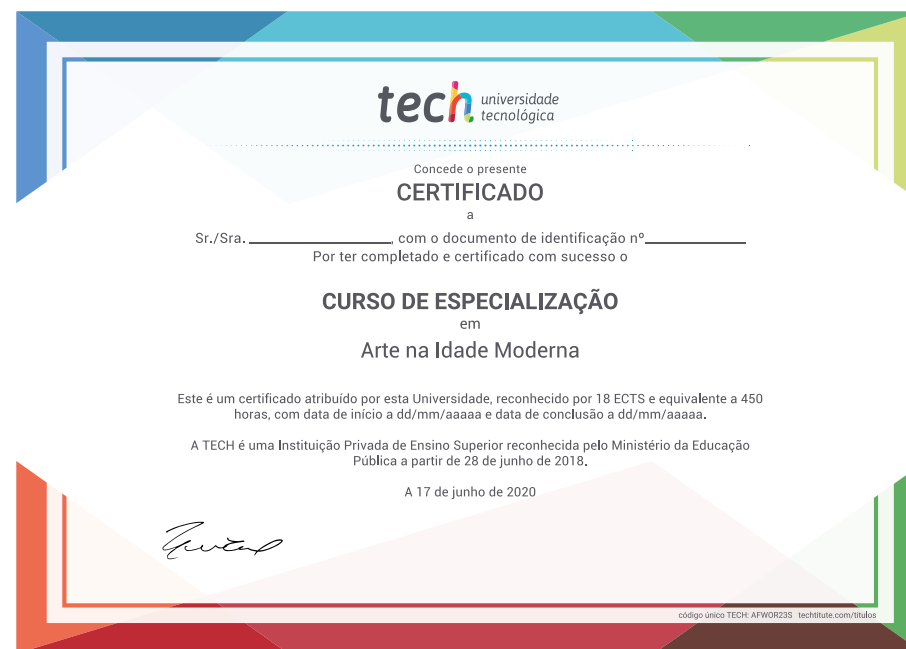 tech universidade
tecnológica
Concede o presente
CERTIFICADO
a
Sr./Sra. ____________________, com o documento de identificação nº______________
Por ter completado e certificado com sucesso o
CURSO DE ESPECIALIZAÇÃO
em
Arte na Idade Moderna
Este é um certificado atribuído por esta Universidade, reconhecido por 18 ECTS e equivalente a 450
horas, com data de início a dd/mm/aaaaa e data de conclusão a dd/mm/aaaaa.
A TECH é uma Instituição Privada de Ensino Superior reconhecida pelo Ministério da Educação
Pública a partir de 28 de junho de 2018.
A 17 de junho de 2020
código único TECH: AFWOR23S techtitute.com/titulos